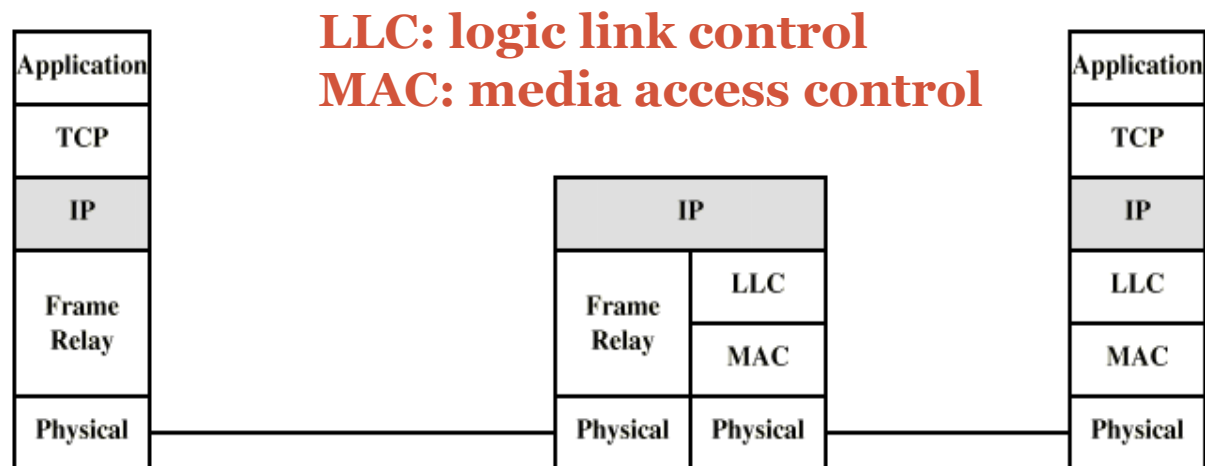 LLC: logic link control
MAC: media access control
Application
TCP
IP
Frame
Relay
Physical
IP
Frame
Relay
LLC
MAC
Physical
Physical
Application
TCP
IP
LLC
MAC
Physical